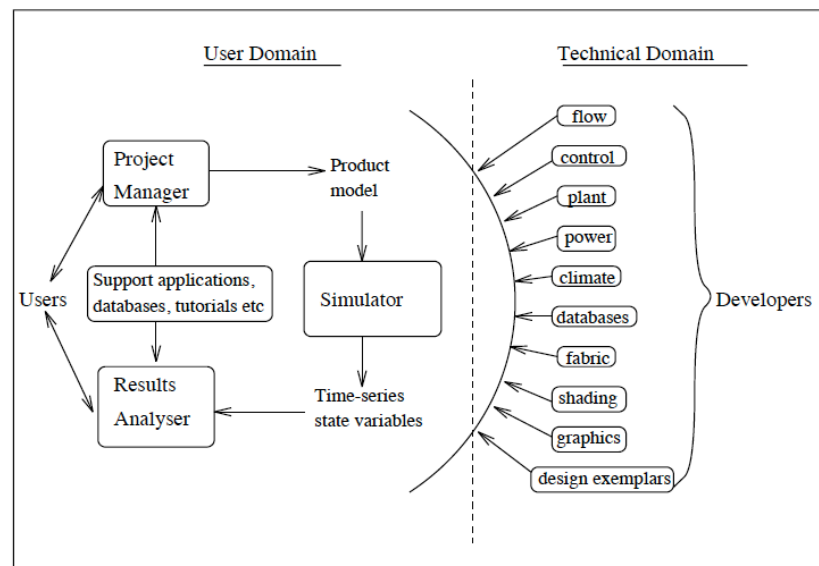 User Domain
Technical Domain
Project
Manager
Product
model
Users
Support applications,
databases, tutorials etc
Simulator
Results
Analyser
Time-series
state variables
flow
control
plant
power
climate
databases
fabric
shading
graphics
design exemplars
Developers